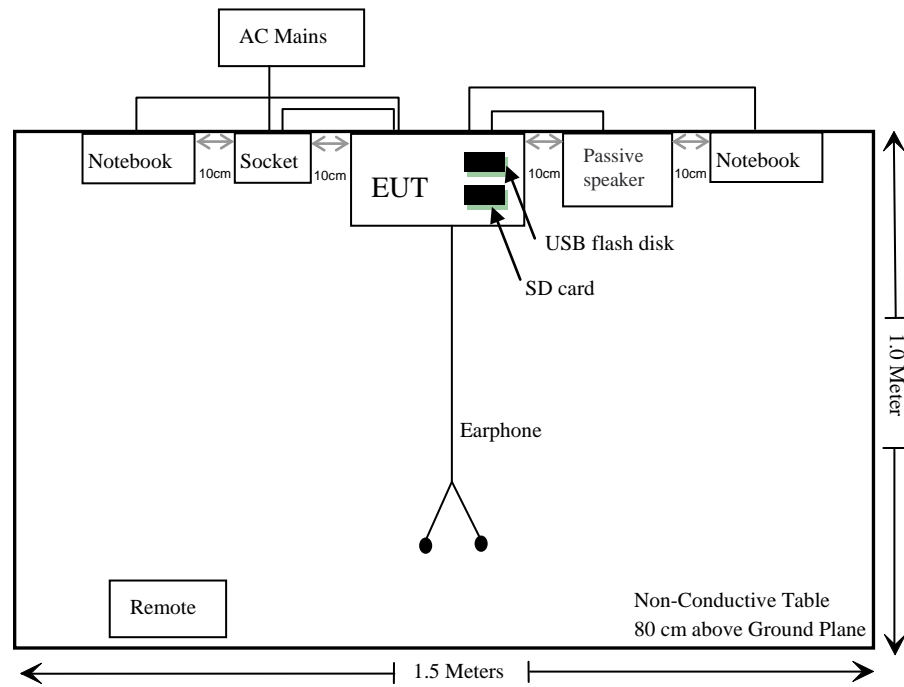 AC Mains
Notebook
Socket
EUT
Passive
speaker
Notebook
10cm
10cm
10cm
10cm
USB flash disk
SD card
1.0 Meter
Earphone
Remote
Non-Conductive Table
80 cm above Ground Plane
1.5 Meters